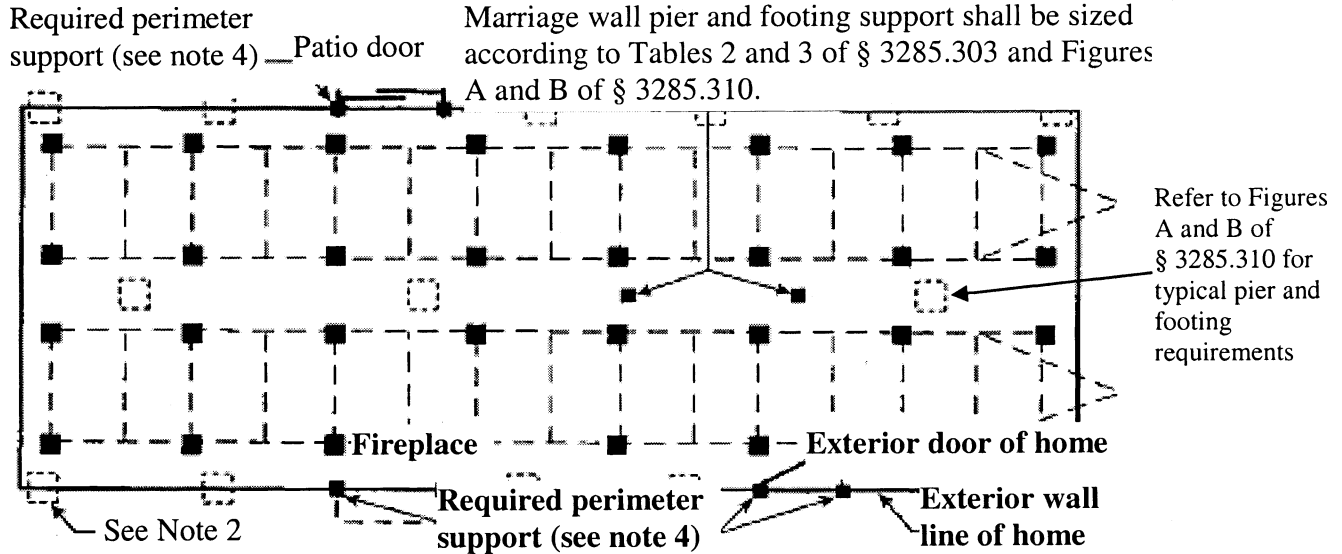 Required perimeter
support (see note 4)
Patio door
Marriage wall pier and footing support shall be sized
according to Tables 2 and 3 of § 3285.303 and Figures
A and B of § 3285.310.
Refer to Figures
A and B of
§ 3285.310 for
typical pier and
footing
requirements
Fireplace
Exterior door of home
Required perimeter
support (see note 4)
Exterior wall
line of home
See Note 2